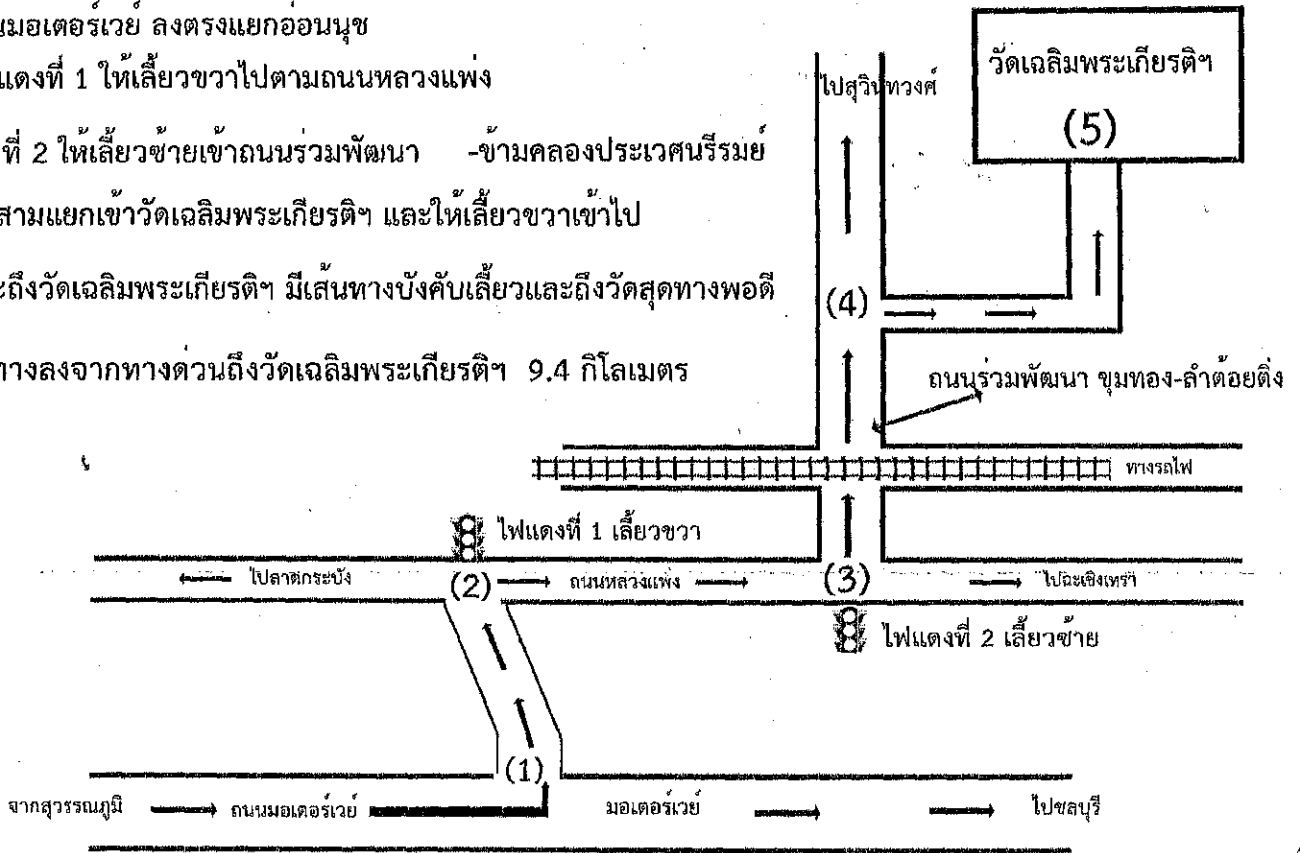 นมอเตอร์เวย์ ลงตรงแยกอ่อนนุช
แดงที่ 1 ให้เลี้ยวขวาไปตามถนนหลวงแพ่ง
ที่ 2 ให้เลี้ยวซ้ายเข้าถนนร่วมพัฒนา -ข้ามคลองประเวศนรีรมย์
สามแยกเข้าวัดเฉลิมพระเกียรติฯ และให้เลี้ยวขวาเข้าไป
ะถึงวัดเฉลิมพระเกียรติฯ มีเส้นทางบังคับเลี้ยวและถึงวัดสุดทางพอดี
ทางลงจากทางด่วนถึงวัดเฉลิมพระเกียรติฯ 9.4 กิโลเมตร
วัดเฉลิมพระเกียรติฯ
(5)
ไปสุวินทวงศ์
(4)
ถนนร่วมพัฒนา ขุมทอง-ลำต้อยติ่ง
ทางรถไฟ
ไฟแดงที่ 1 เลี้ยวขวา
ไปลาดกระบัง (2) ถนนหลวงแพ่ง (3) ไปฉะเชิงเทรา
ไฟแดงที่ 2 เลี้ยวซ้าย
(1)
จากสุวรรณภูมิ ถนนมอเตอร์เวย์ มอเตอร์เวย์ ไปชลบุรี